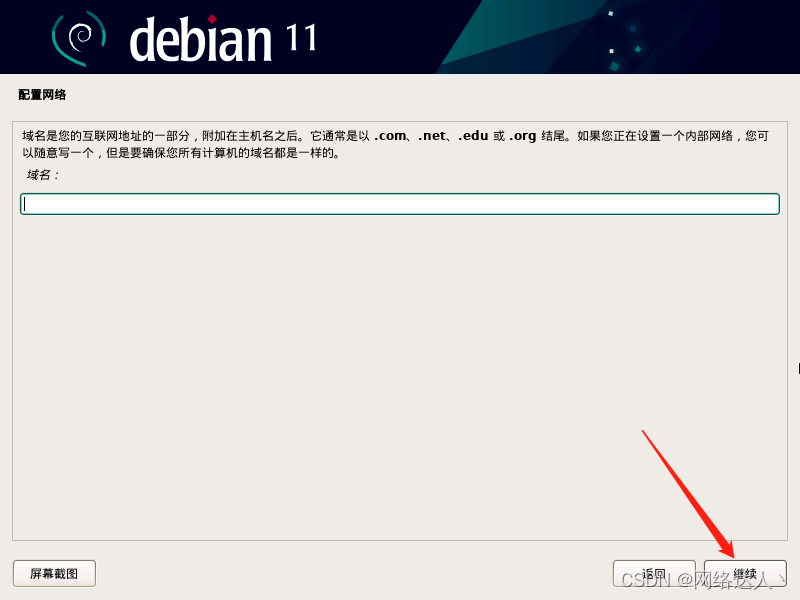 debian 11
配置网络
域名是您的互联网地址的一部分，附加在主机名之后。它通常是以 .com、.net、.edu 或 .org 结尾。如果您正在设置一个内部网络，您可
以随意写一个，但是要确保您所有计算机的域名都是一样的。
域名：
屏幕截图
返回
继续
CSDN @网络达人丶